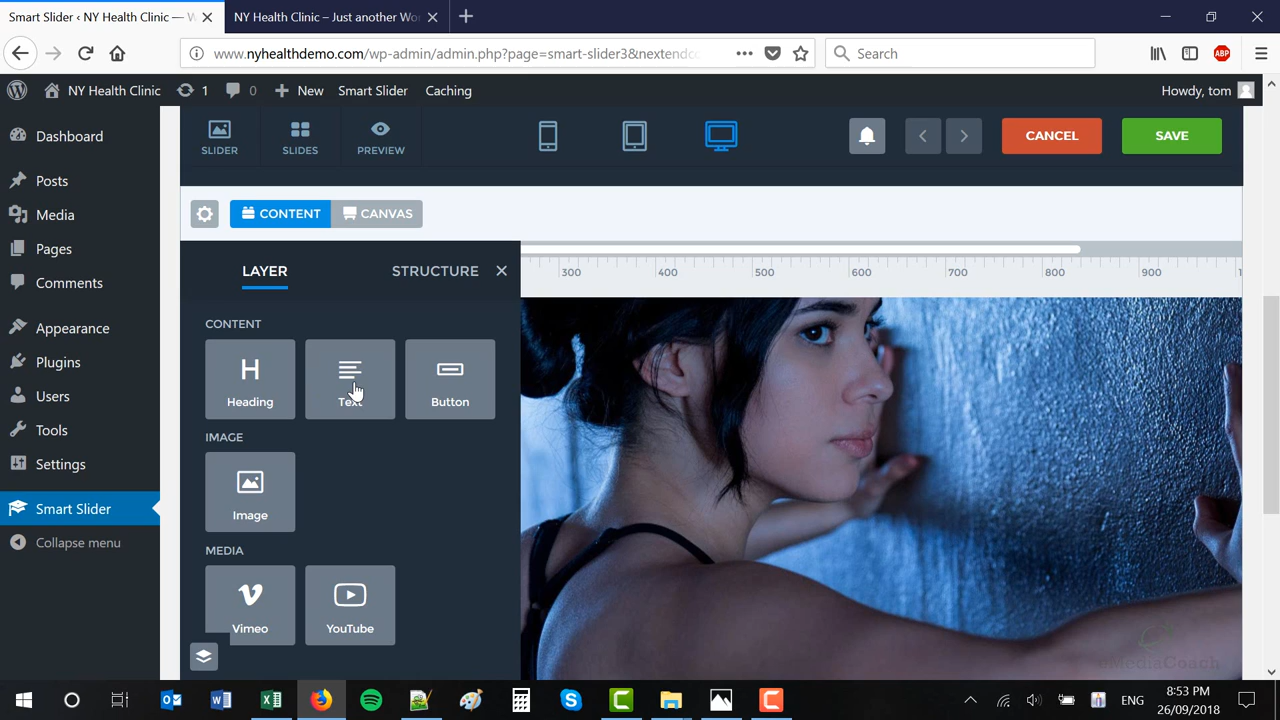 Smart Slider ‹ NY Health Clinic — W
NY Health Clinic – Just another Wo
www.nyhealthdemo.com/wp-admin/admin.php?page=smart-slider3&nextendc
Search
ABP
NY Health Clinic
1
0
New
Smart Slider
Caching
Howdy, tom
Dashboard
Posts
Media
Pages
Comments
Appearance
Plugins
Users
Tools
Settings
Smart Slider
Collapse menu
SLIDER
SLIDES
PREVIEW
CANCEL
SAVE
CONTENT
CANVAS
LAYER
STRUCTURE
300
400
500
600
700
800
900
CONTENT
H
Heading
Text
Button
IMAGE
Image
MEDIA
Vimeo
YouTube
eMediaCoach
ENG
8:53 PM
26/09/2018